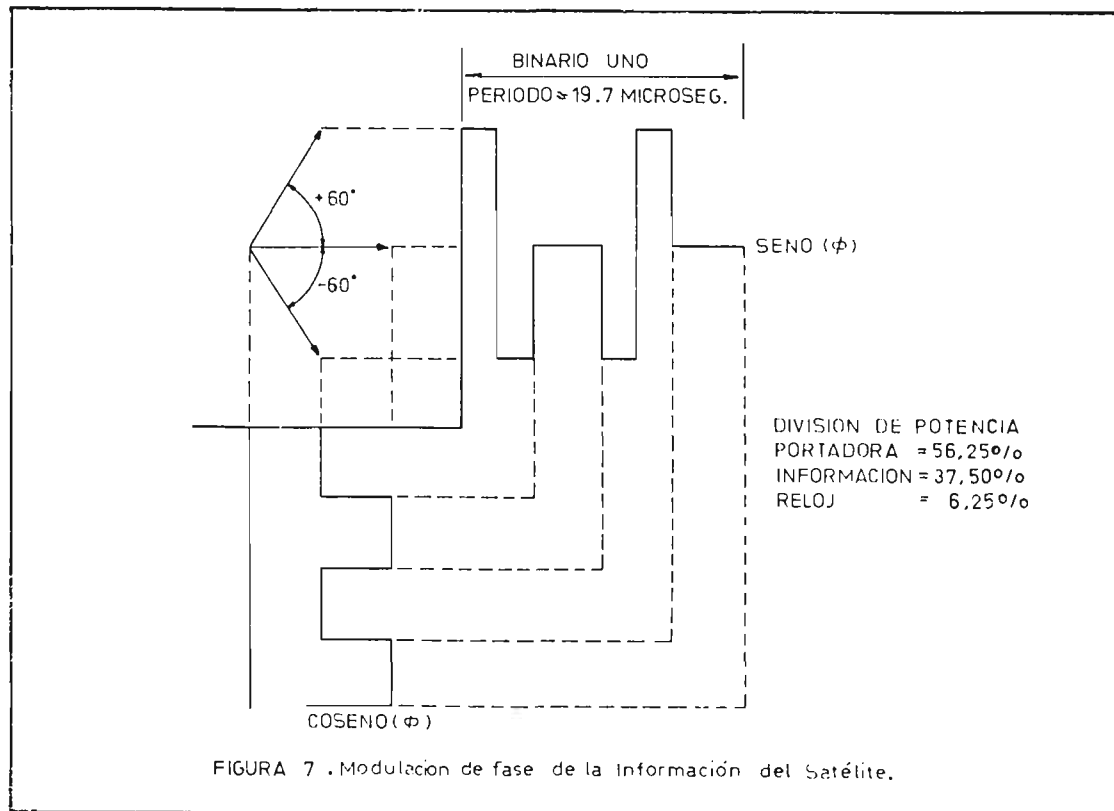 BINARIO UNO
PERIODO≈19.7 MICROSEG.
+60°
-60°
SENO (Φ)
DIVISION DE POTENCIA
PORTADORA =56,25%
INFORMACION =37,50%
RELOJ = 6,25%
COSENO (Φ)
FIGURA 7 . Modulacion de fase de la Información del Satélite.